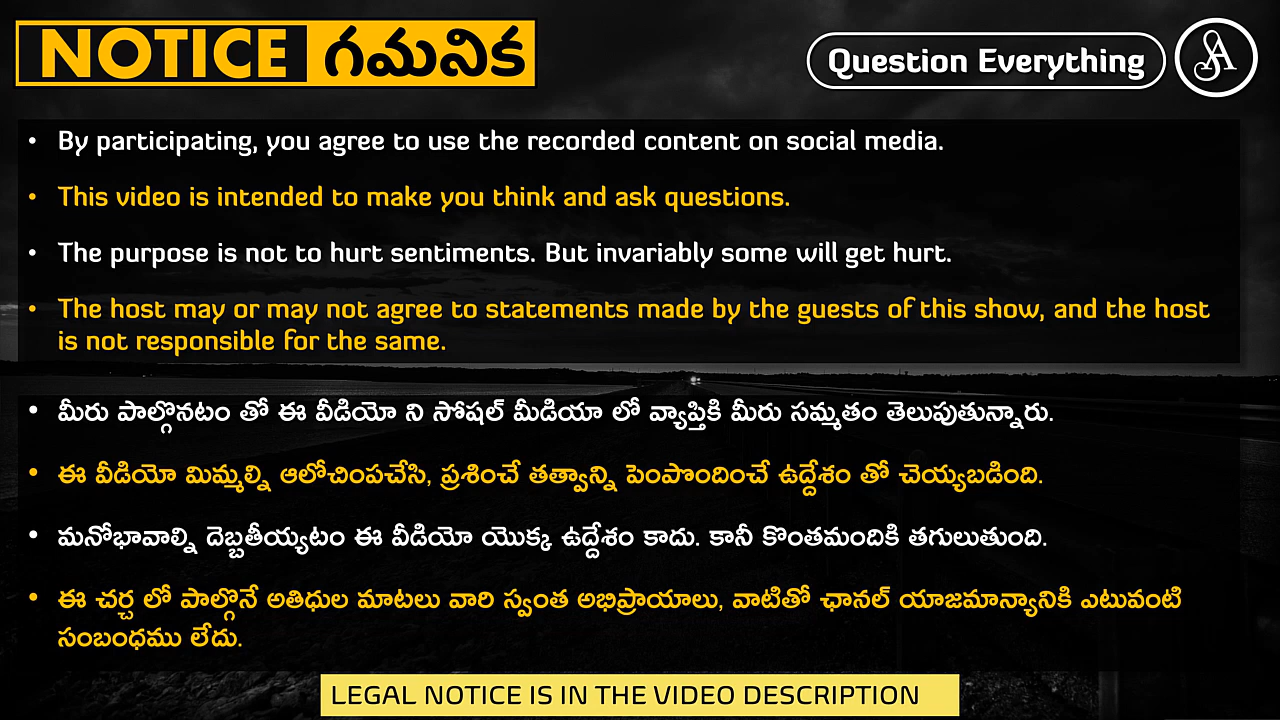 NOTICE గమనిక
Question Everything
SA
• By participating, you agree to use the recorded content on social media.
• This video is intended to make you think and ask questions.
• The purpose is not to hurt sentiments. But invariably some will get hurt.
• The host may or may not agree to statements made by the guests of this show, and the host
is not responsible for the same.
• మీరు పాల్గొనటం తో ఈ వీడియో ని సోషల్ మీడియా లో వ్యాప్తికి మీరు సమ్మతం తెలుపుతున్నారు.
• ఈ వీడియో మిమ్మల్ని ఆలోచింపచేసి, ప్రశించే తత్వాన్ని పెంపొందించే ఉద్దేశం తో చెయ్యబడింది.
• మనోభావాల్ని దెబ్బతీయ్యటం ఈ వీడియో యొక్క ఉద్దేశం కాదు. కానీ కొంతమందికి తగులుతుంది.
• ఈ చర్చ లో పాల్గొనే అతిధుల మాటలు వారి స్వంత అభిప్రాయాలు, వాటితో ఛానల్ యాజమాన్యానికి ఎటువంటి
సంబంధము లేదు.
LEGAL NOTICE IS IN THE VIDEO DESCRIPTION